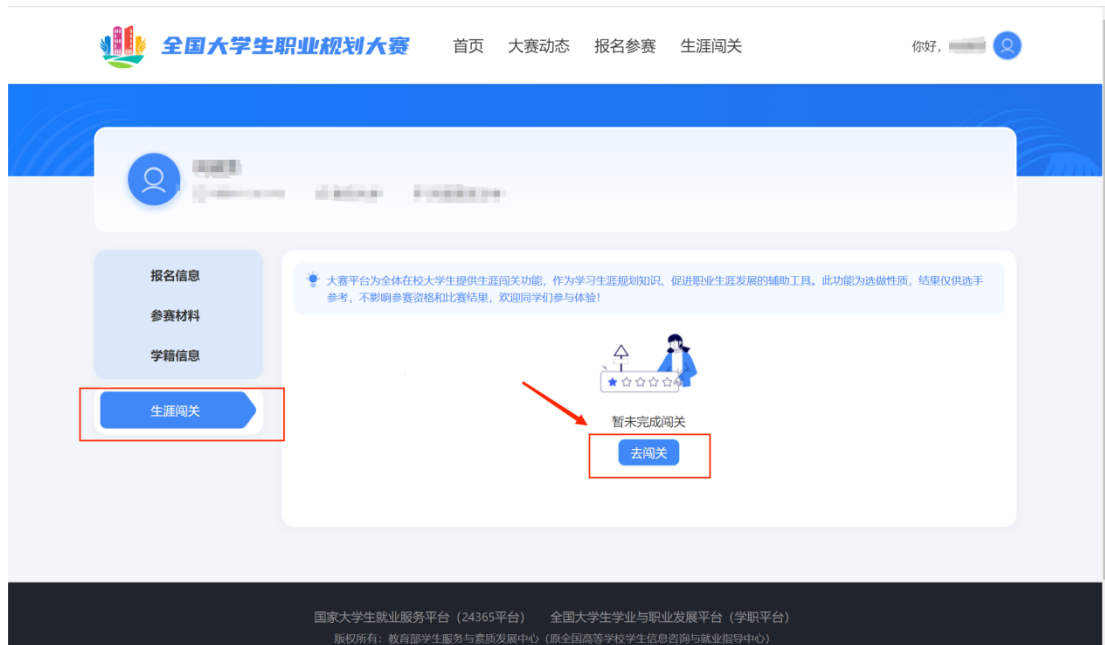 全国大学生职业规划大赛 首页 大赛动态 报名参赛 生涯闯关 你好,
报名信息
参赛材料
学籍信息
生涯闯关
大赛平台为全体在校大学生提供生涯闯关功能，作为学习生涯规划知识、促进职业生涯发展的辅助工具。此功能为选做性质，结果仅供选手
参考，不影响参赛资格和比赛结果，欢迎同学们参与体验！
暂未完成闯关
去闯关
国家大学生就业服务平台（24365平台） 全国大学生学业与职业发展平台（学职平台）
版权所有：教育部学生服务与素质发展中心（原全国高等学校学生信息咨询与就业指导中心）